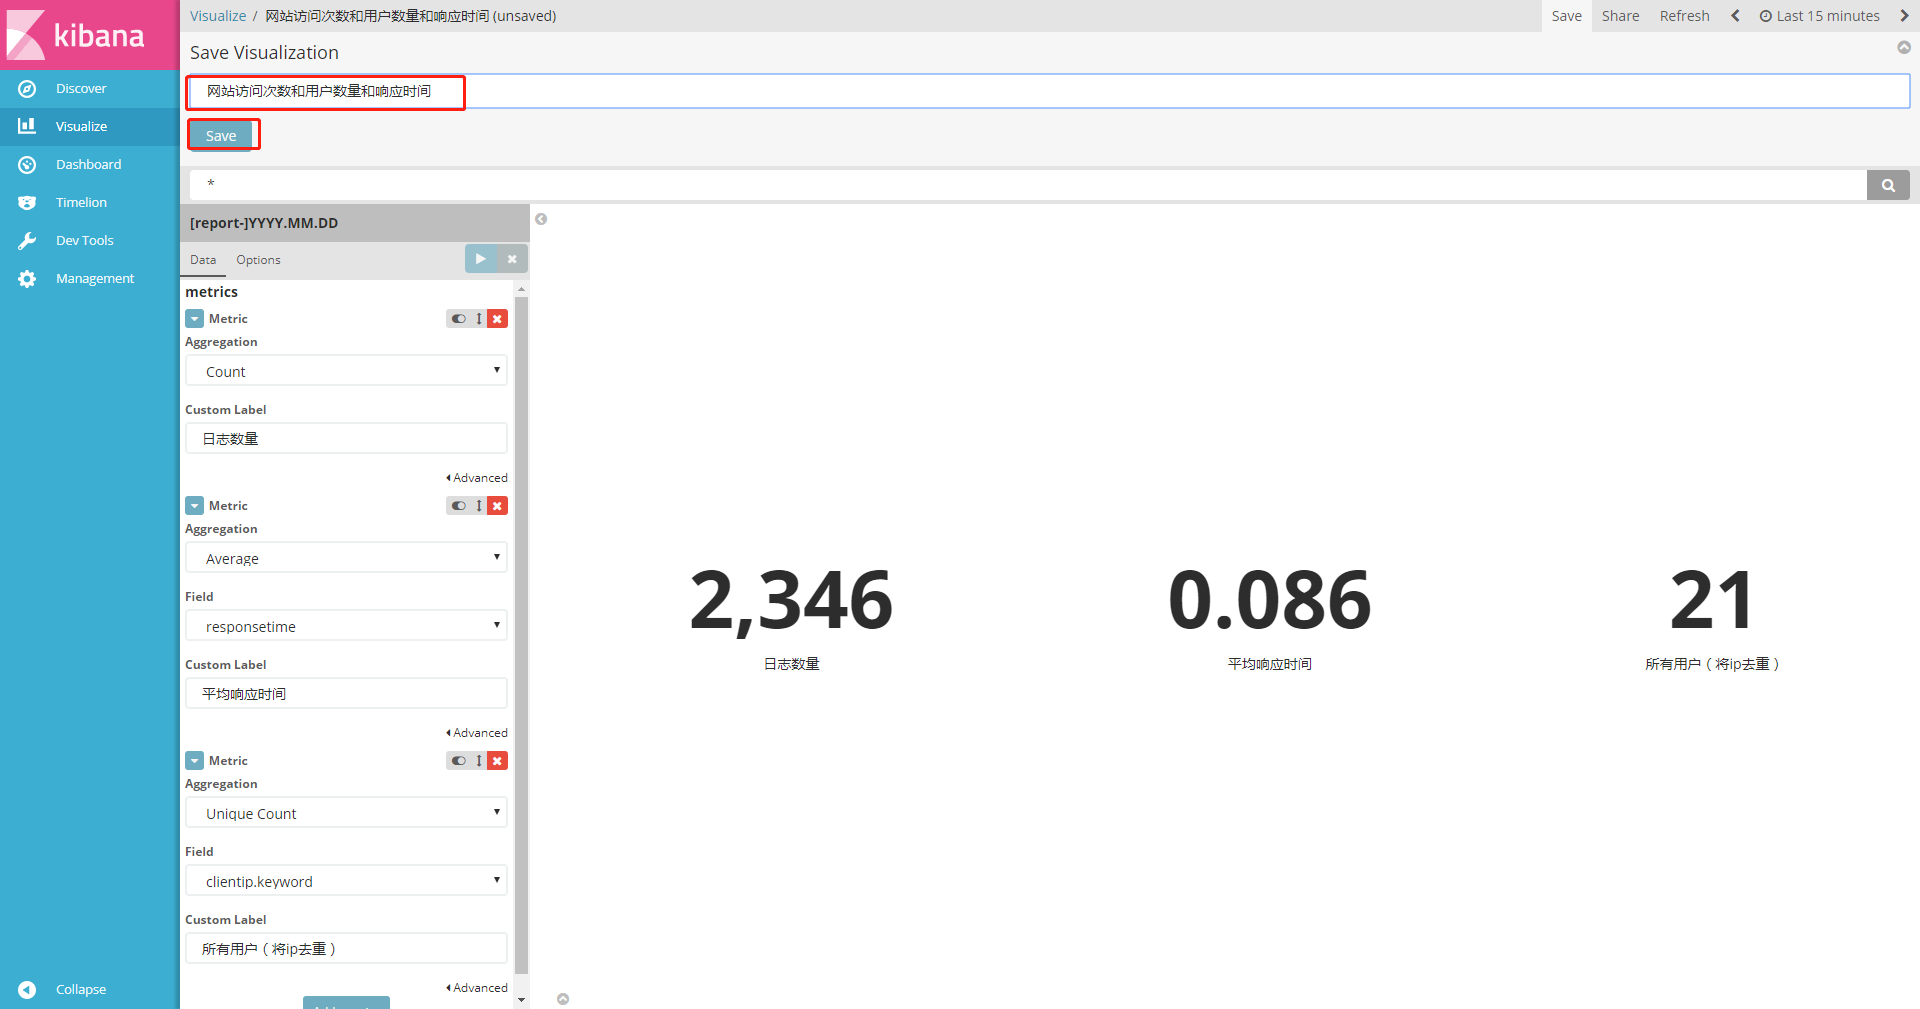 kibana
Discover
Visualize
Dashboard
Timelion
Dev Tools
Management
Collapse
Visualize / 网站访问次数和用户数量和响应时间 (unsaved)
Save Share Refresh Last 15 minutes
Save Visualization
网站访问次数和用户数量和响应时间
Save
*
[report-]YYYY.MM.DD
Data Options
metrics
Metric
Aggregation
Count
Custom Label
日志数量
Advanced
Metric
Aggregation
Average
Field
responsetime
Custom Label
平均响应时间
Advanced
Metric
Aggregation
Unique Count
Field
clientip.keyword
Custom Label
所有用户（将ip去重）
Advanced
2,346
日志数量
0.086
平均响应时间
21
所有用户（将ip去重）